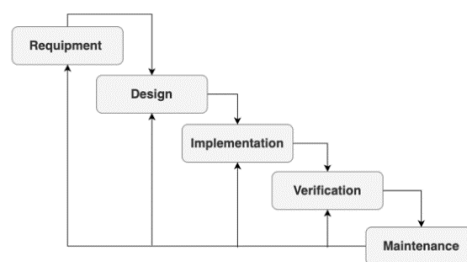 Requipment
Design
Implementation
Verification
Maintenance